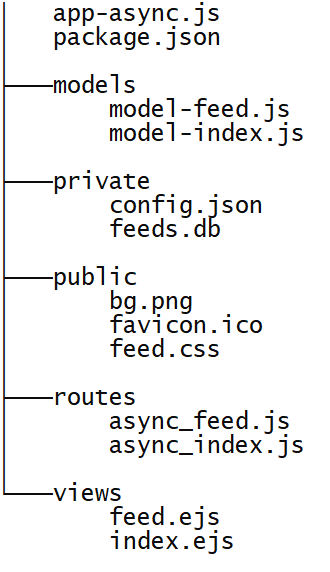 app-async.js
package.json
models
model-feed.js
model-index.js
private
config.json
feeds.db
public
bg.png
favicon.ico
feed.css
routes
async_feed.js
async_index.js
views
feed.ejs
index.ejs